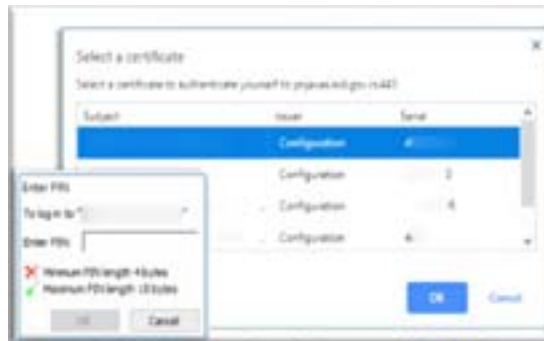 Select a certificate
Select a certificate to authenticate yourself to
Subject Issuer Serial
Configuration
Configuration
Configuration
Configuration
OK Cancel
Enter PIN
To log in to "
Enter PIN:
Minimum PIN length 4 bytes
Maximum PIN length 10 bytes
OK Cancel